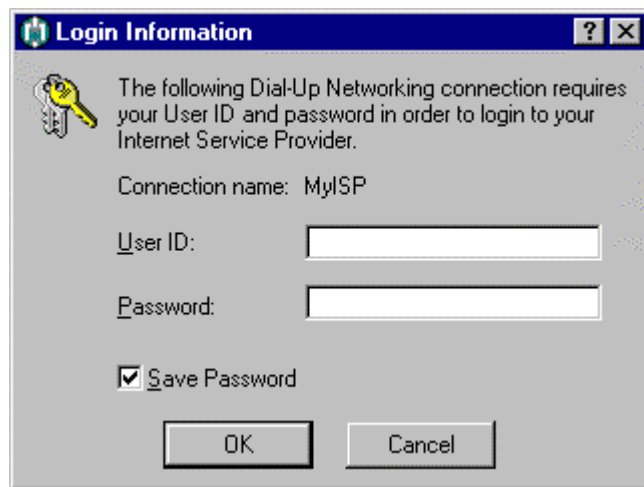 Login Information
The following Dial-Up Networking connection requires
your User ID and password in order to login to your
Internet Service Provider.
Connection name: MyISP
User ID:
Password:
Save Password
OK Cancel